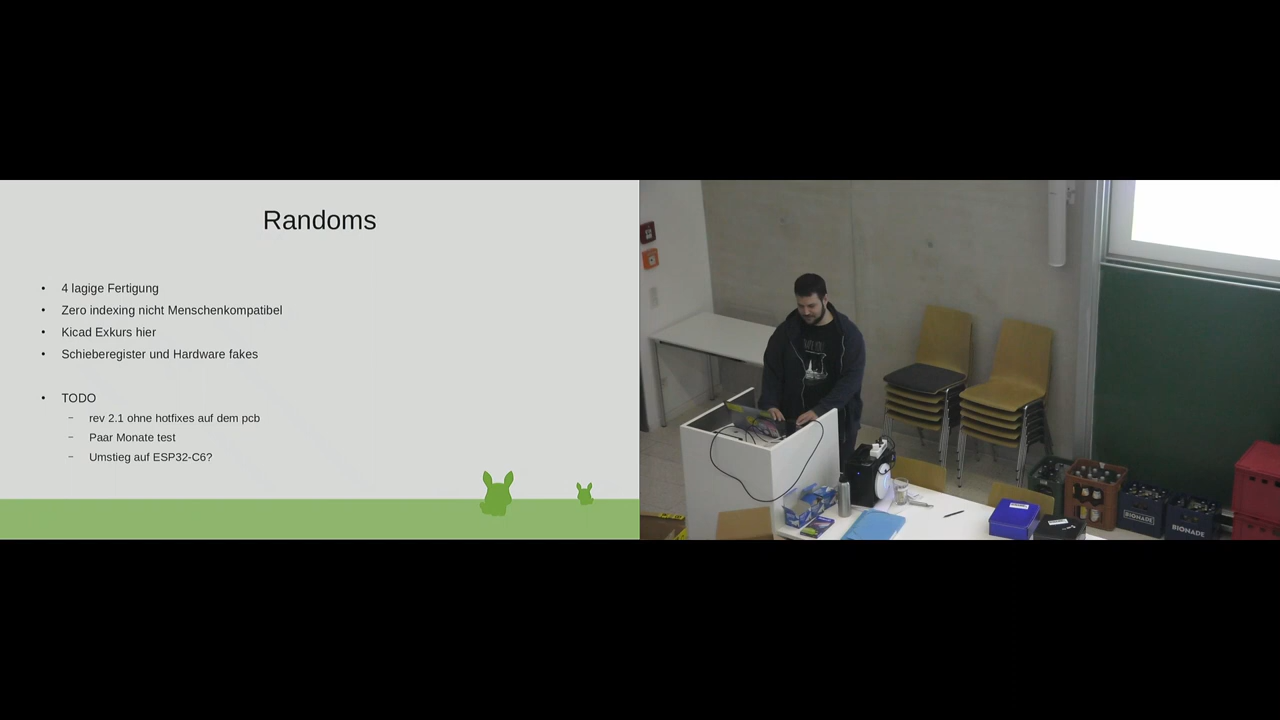 Randoms
• 4 lagige Fertigung
• Zero indexing nicht Menschenkompatibel
• Kicad Exkurs hier
• Schieberegister und Hardware fakes
• TODO
– rev 2.1 ohne hotfixes auf dem pcb
– Paar Monate test
– Umstieg auf ESP32-C6?
BIONADE
BIONADE